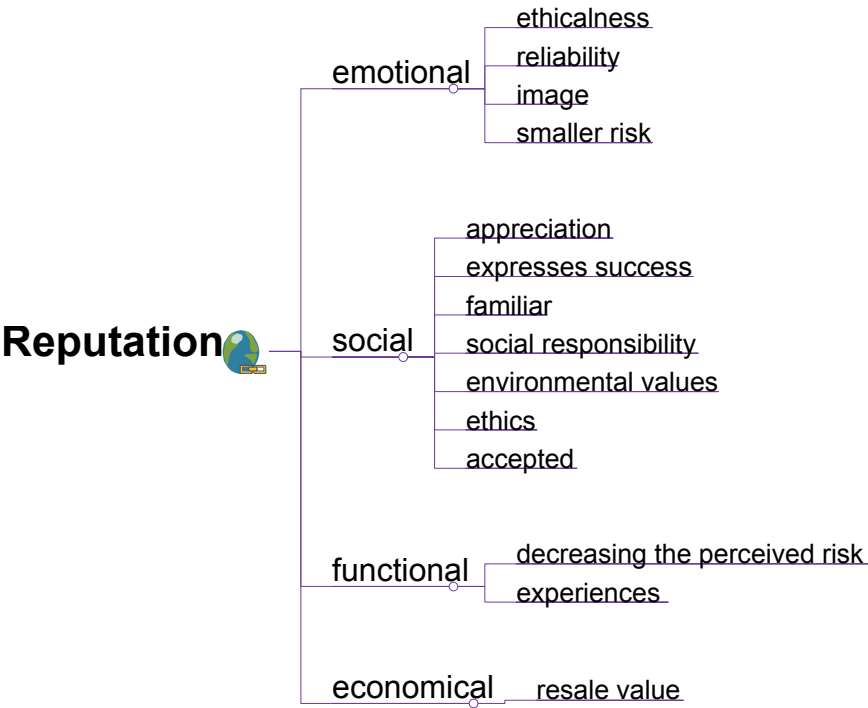 Reputation
emotional
ethicalness
reliability
image
smaller risk
social
appreciation
expresses success
familiar
social responsibility
environmental values
ethics
accepted
functional
decreasing the perceived risk
experiences
economical
resale value